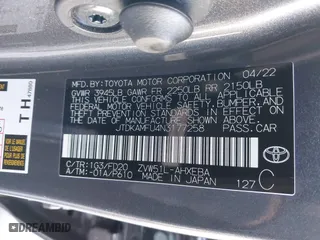 MFD. BY: TOYOTA MOTOR CORPORATION 04/22
GVWR 3945LB GAWR FR 2250LB RR 2150LB
THIS VEHICLE CONFORMS TO ALL APPLICABLE
FEDERAL MOTOR VEHICLE SAFETY, BUMPER, AND
THEFT PREVENTION STANDARDS IN EFFECT ON
THE DATE OF MANUFACTURE SHOWN ABOVE.
JTDKAMFU4N3177258 PASS.CAR
C/TR:1G3/FD20 ZVW51L-AHXEBA
A/TM:-01A/P610 MADE IN JAPAN 127 C
TH